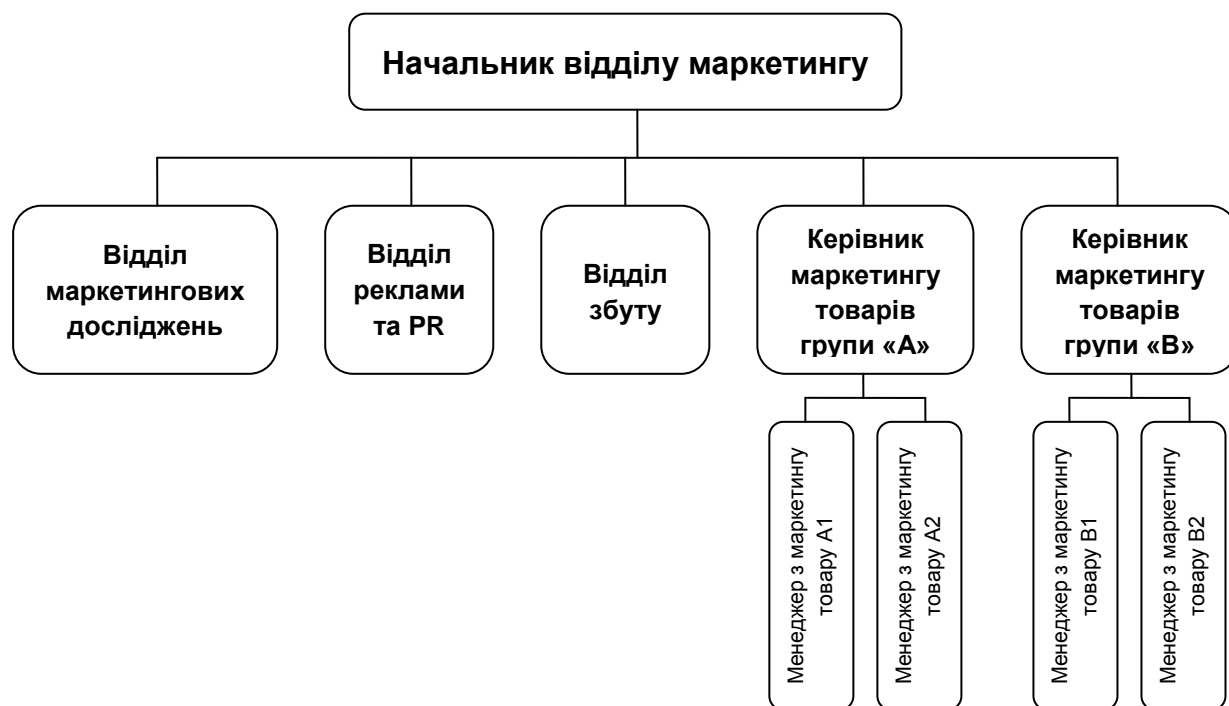 Начальник відділу маркетингу
Відділ
маркетингових
досліджень
Відділ
реклами
та PR
Відділ
збуту
Керівник
маркетингу
товарів
групи «А»
Керівник
маркетингу
товарів
групи «В»
Менеджер з маркетингу
товару А1
Менеджер з маркетингу
товару А2
Менеджер з маркетингу
товару В1
Менеджер з маркетингу
товару В2